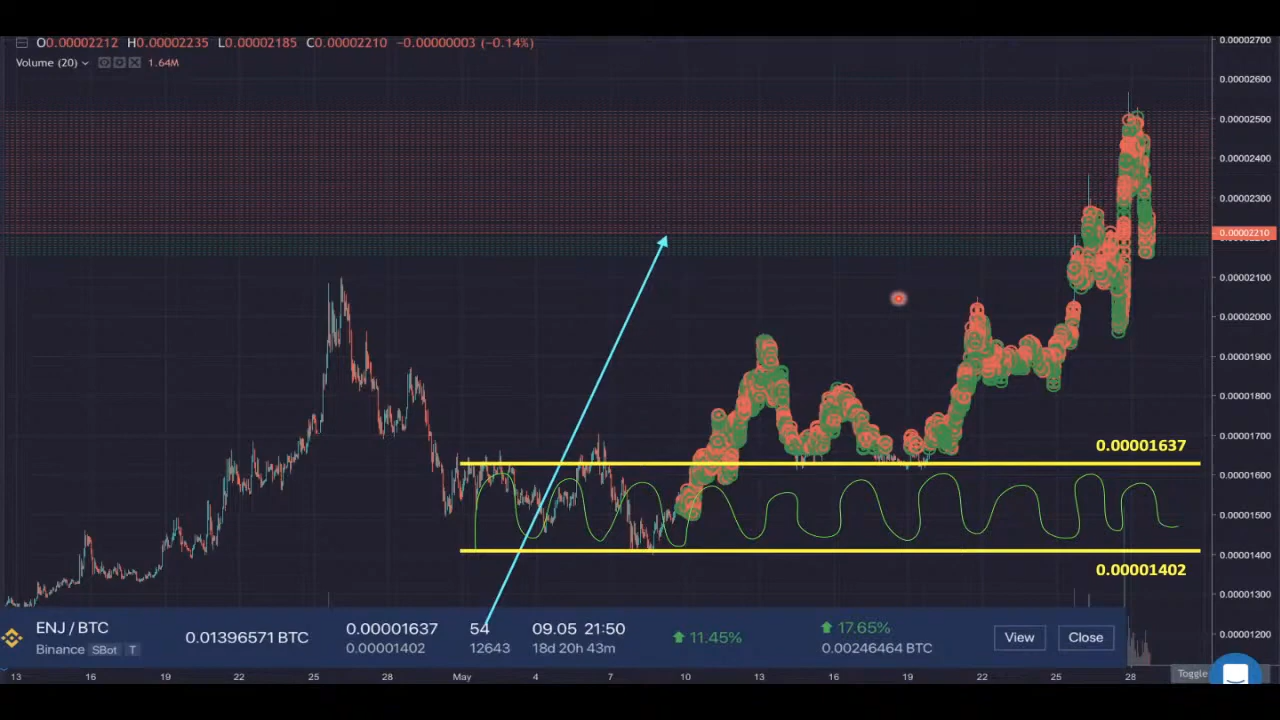 O0.00002212 H0.00002235 L0.00002185 C0.00002210 −0.00000003 (−0.14%)
Volume (20) 1.64M
0.00002700
0.00002600
0.00002500
0.00002400
0.00002300
0.00002210
0.00002100
0.00002000
0.00001900
0.00001800
0.00001700
0.00001637
0.00001600
0.00001500
0.00001400
0.00001402
0.00001300
0.00001200
ENJ / BTC
Binance SBot T
0.01396571 BTC
0.00001637
0.00001402
54
12643
09.05 21:50
18d 20h 43m
11.45%
17.65%
0.00246464 BTC
View
Close
13 16 19 22 25 28 May 4 7 10 13 16 19 22 25 28
Toggle